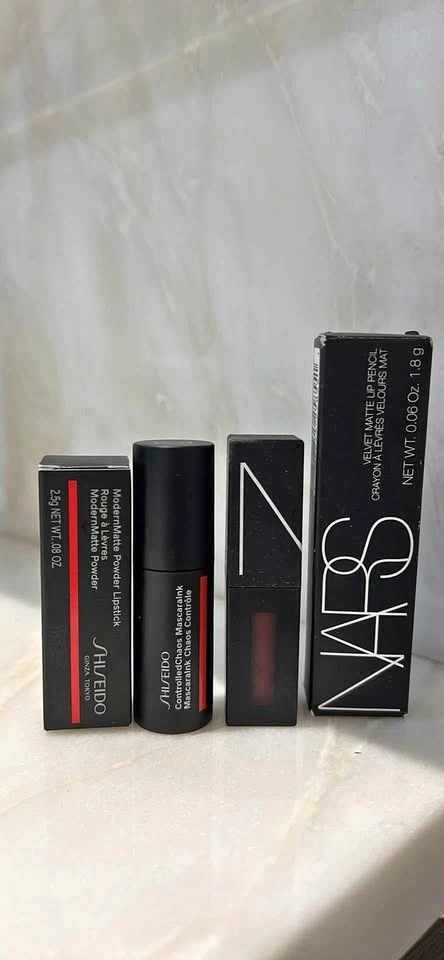 ModernMatte Powder Lipstick
Rouge à Lèvres
ModernMatte Powder
2.5g NET WT. .08 OZ
SHISEIDO
GINZA TOKYO
SHISEIDO
ControlledChaos MascaraInk
MascaraInk Chaos Contrôlé
N
NARS
VELVET MATTE LIP PENCIL
CRAYON À LÈVRES VELOURS MAT
NET WT. 0.06 Oz. 1.8 g